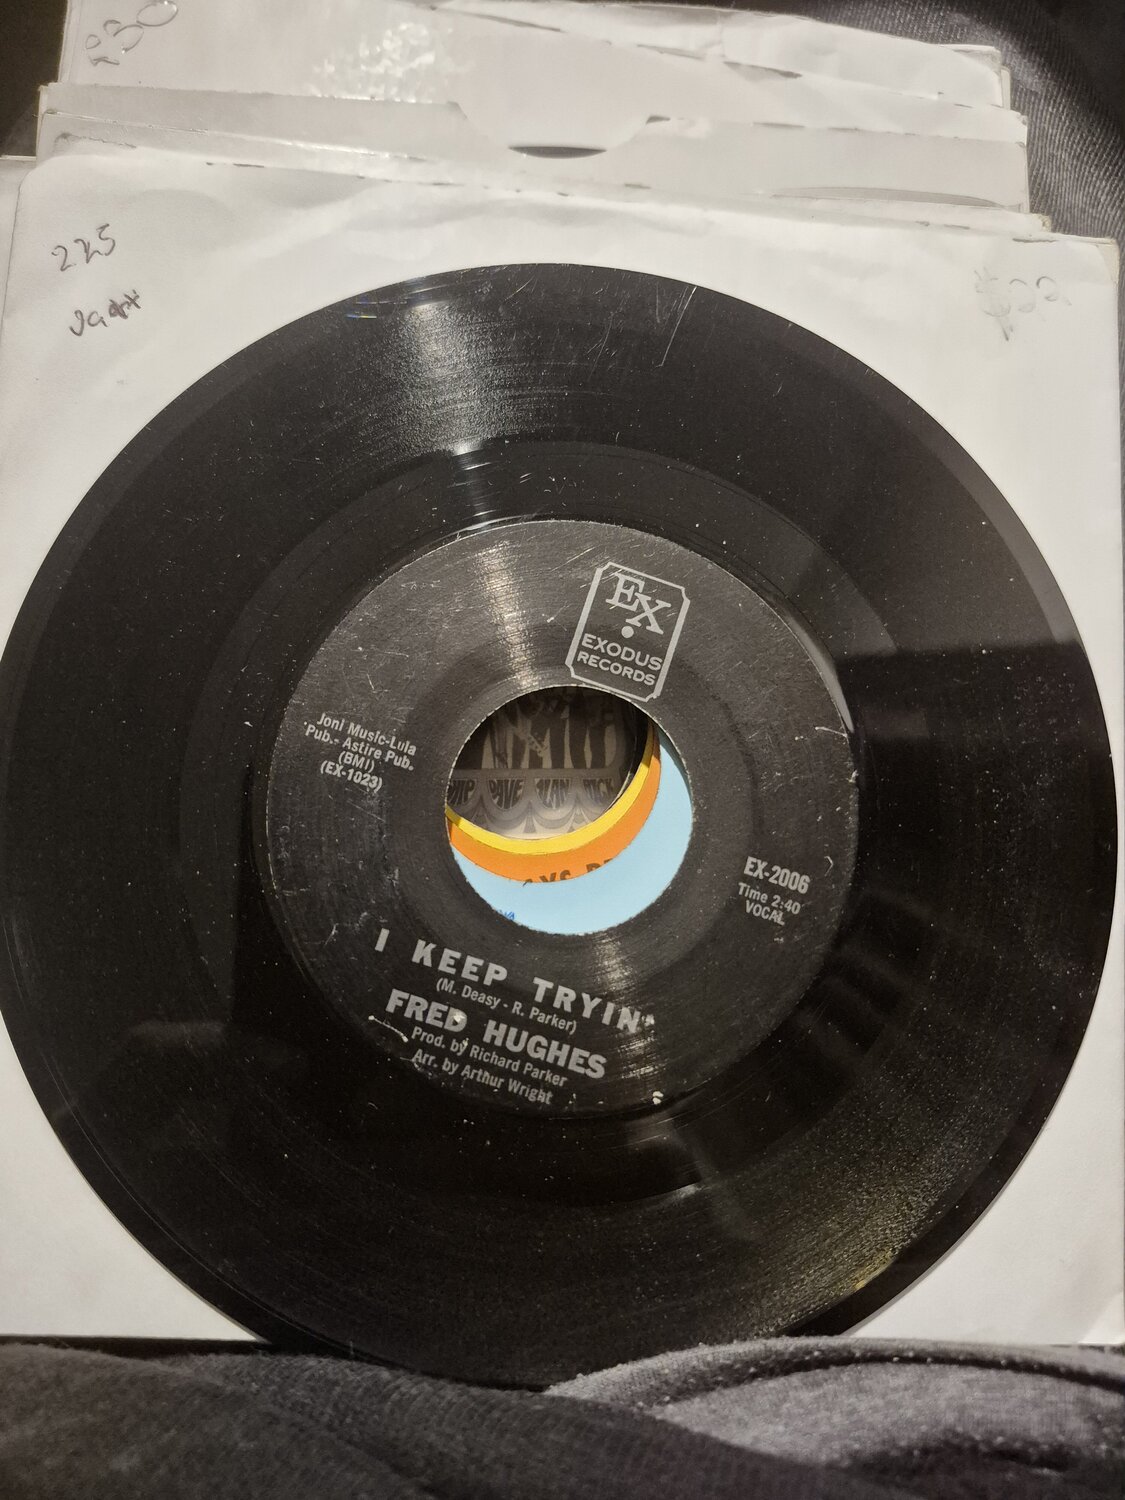 £30
225
EX
EXODUS
RECORDS
Joni Music-Lula
Pub.- Astire Pub.
(BMI)
(EX-1023)
EX-2006
Time 2:40
VOCAL
I KEEP TRYIN'
(M. Deasy - R. Parker)
FRED HUGHES
Prod. by Richard Parker
Arr. by Arthur Wright